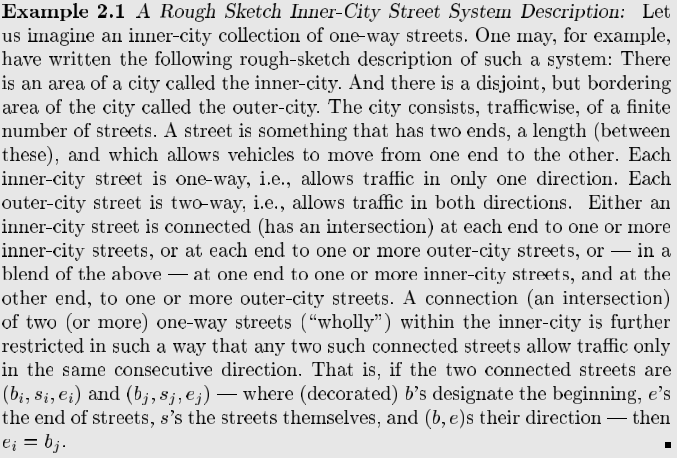 Example 2.1 A Rough Sketch Inner-City Street System Description: Let
us imagine an inner-city collection of one-way streets. One may, for example,
have written the following rough-sketch description of such a system: There
is an area of a city called the inner-city. And there is a disjoint, but bordering
area of the city called the outer-city. The city consists, trafficwise, of a finite
number of streets. A street is something that has two ends, a length (between
these), and which allows vehicles to move from one end to the other. Each
inner-city street is one-way, i.e., allows traffic in only one direction. Each
outer-city street is two-way, i.e., allows traffic in both directions. Either an
inner-city street is connected (has an intersection) at each end to one or more
inner-city streets, or at each end to one or more outer-city streets, or — in a
blend of the above — at one end to one or more inner-city streets, and at the
other end, to one or more outer-city streets. A connection (an intersection)
of two (or more) one-way streets (“wholly”) within the inner-city is further
restricted in such a way that any two such connected streets allow traffic only
in the same consecutive direction. That is, if the two connected streets are
(bᵢ, sᵢ, eᵢ) and (bⱼ, sⱼ, eⱼ) — where (decorated) b's designate the beginning, e's
the end of streets, s's the streets themselves, and (b, e)s their direction — then
eᵢ = bⱼ. ■